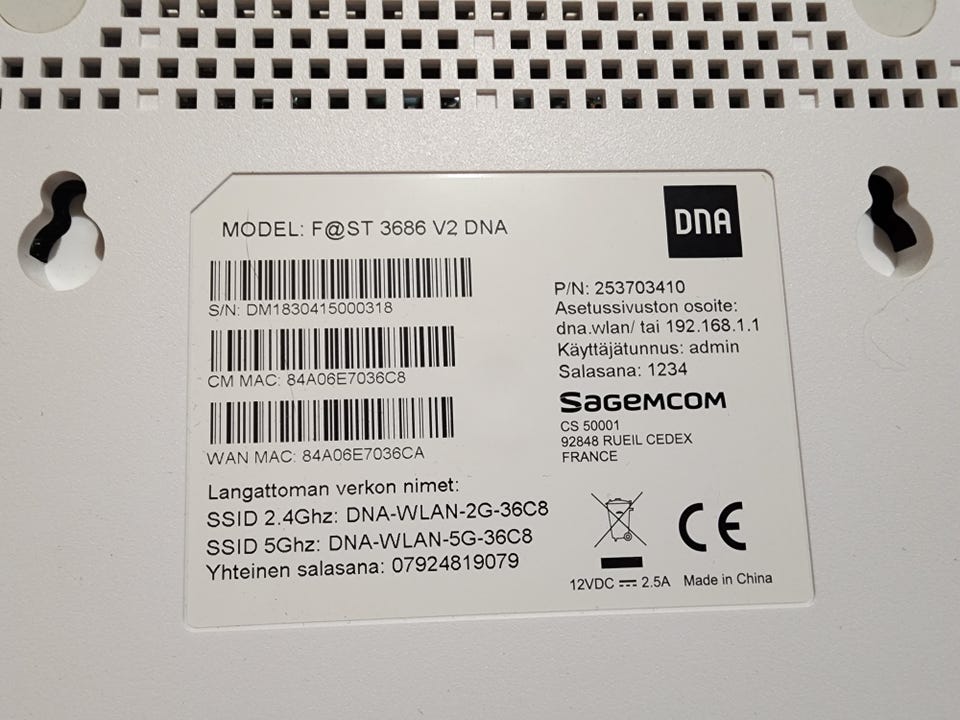 MODEL: F@ST 3686 V2 DNA
S/N: DM1830415000318
CM MAC: 84A06E7036C8
WAN MAC: 84A06E7036CA
Langattoman verkon nimet:
SSID 2.4Ghz: DNA-WLAN-2G-36C8
SSID 5Ghz: DNA-WLAN-5G-36C8
Yhteinen salasana: 07924819079
DNA
P/N: 253703410
Asetussivuston osoite:
dna.wlan/ tai 192.168.1.1
Käyttäjätunnus: admin
Salasana: 1234
SAGEMCOM
CS 50001
92848 RUEIL CEDEX
FRANCE
CE
12VDC ⎓ 2.5A Made in China